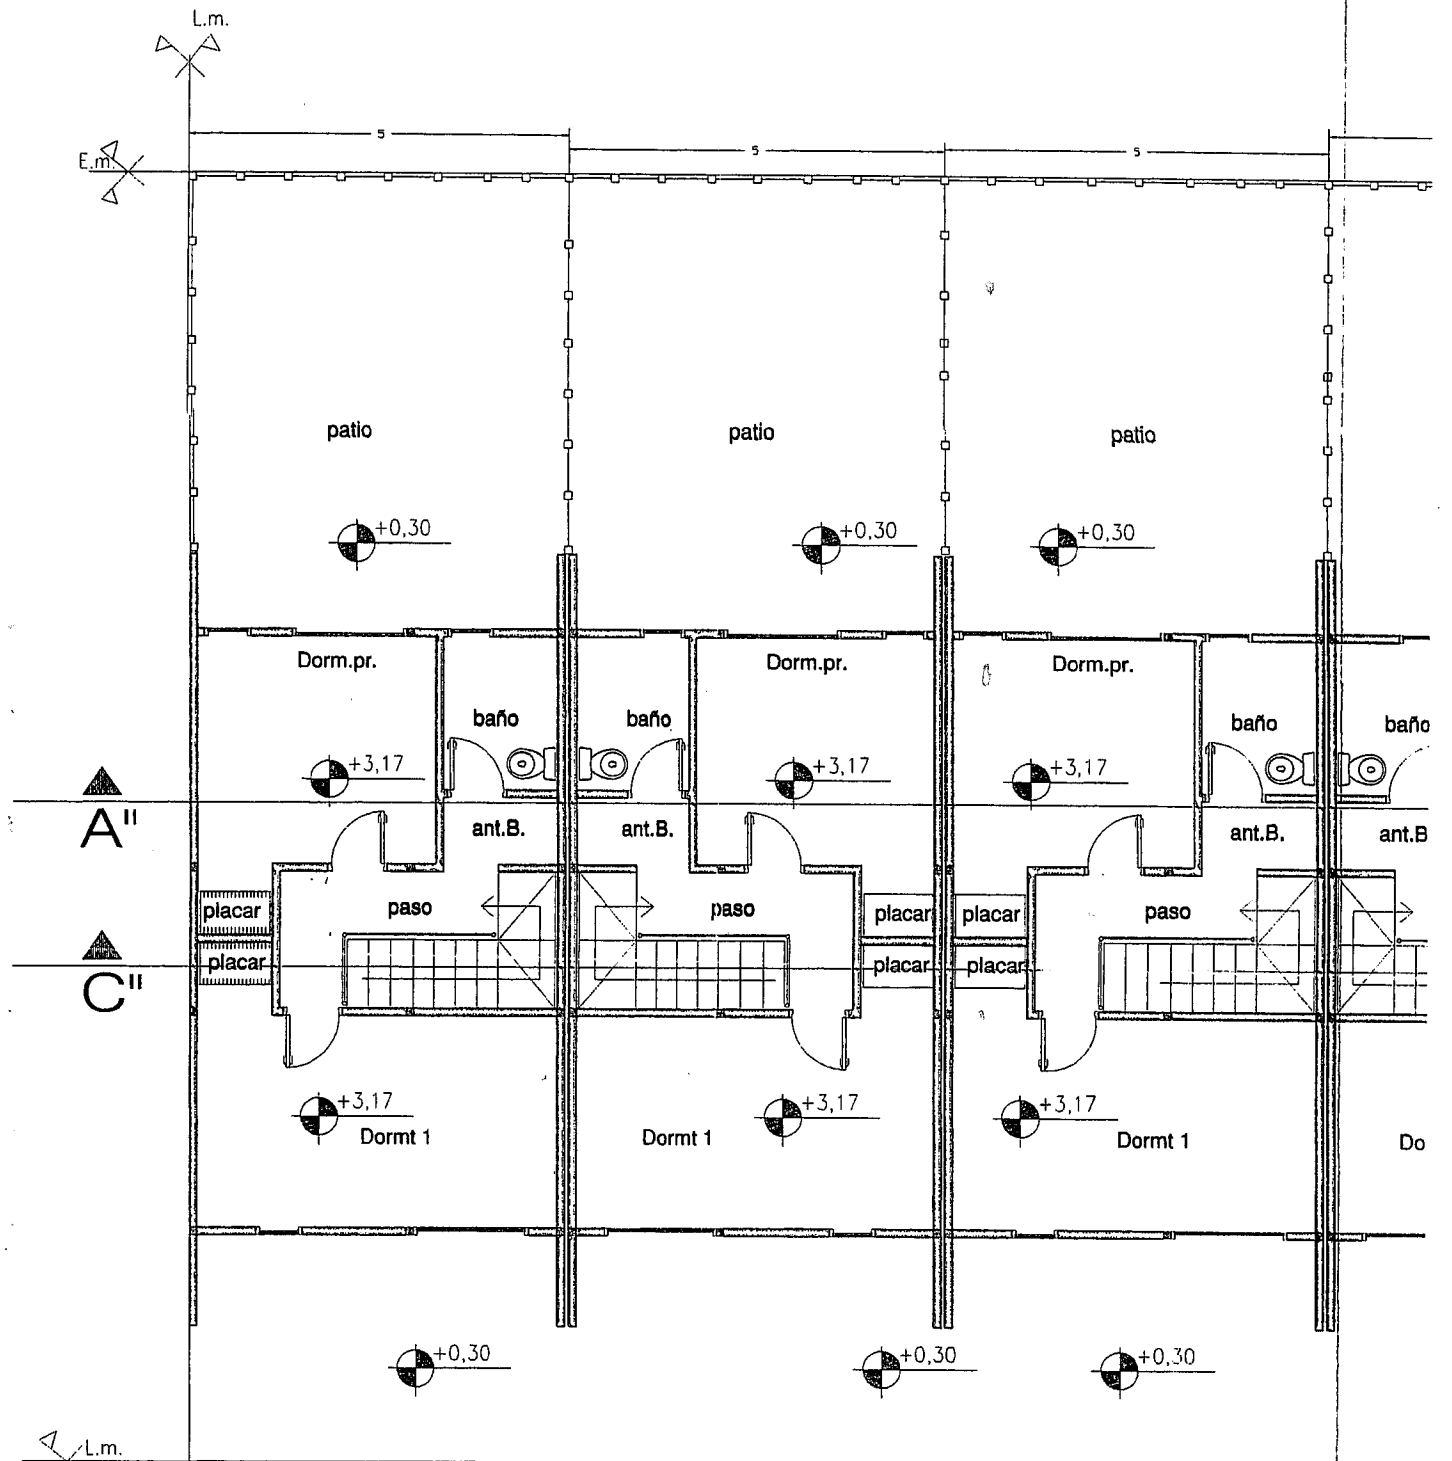 L.m.
5
5
5
E.m.
patio
patio
patio
+0,30
+0,30
+0,30
Dorm.pr.
Dorm.pr.
Dorm.pr.
baño
baño
baño
baño
+3,17
+3,17
+3,17
A"
ant.B.
ant.B.
ant.B.
ant.B
placar
paso
paso
placar
placar
paso
C"
placar
placar
placar
+3,17
+3,17
+3,17
Dormt 1
Dormt 1
Dormt 1
Do
+0,30
+0,30
+0,30
L.m.